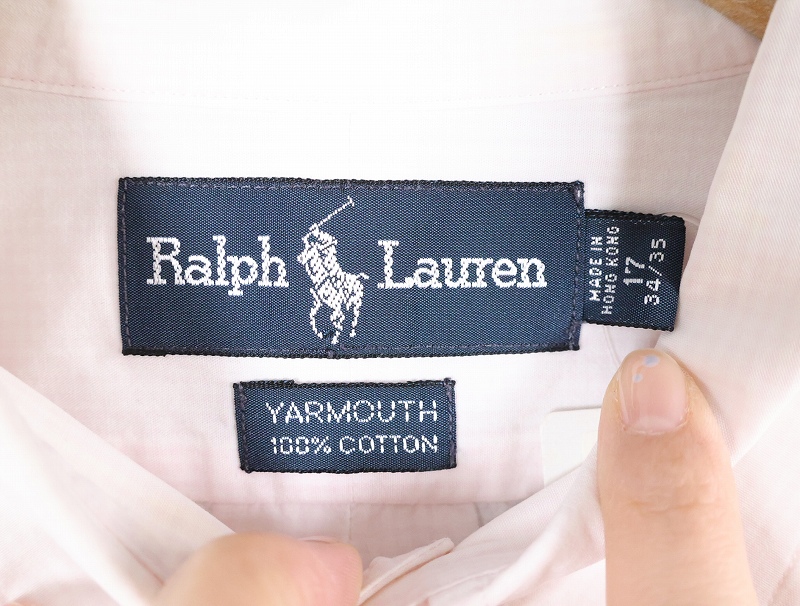 Ralph Lauren
MADE IN
HONG KONG
17
34/35
YARMOUTH
100% COTTON